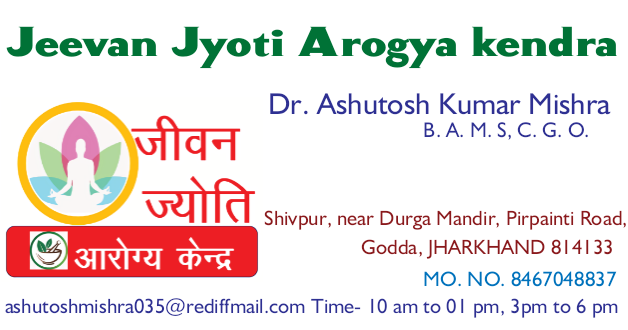 Jeevan Jyoti Arogya kendra
Dr. Ashutosh Kumar Mishra
B. A. M. S, C. G. O.
जीवन
ज्योति
आरोग्य केन्द्र
Shivpur, near Durga Mandir, Pirpainti Road,
Godda, JHARKHAND 814133
MO. NO. 8467048837
ashutoshmishra035@rediffmail.com Time- 10 am to 01 pm, 3pm to 6 pm